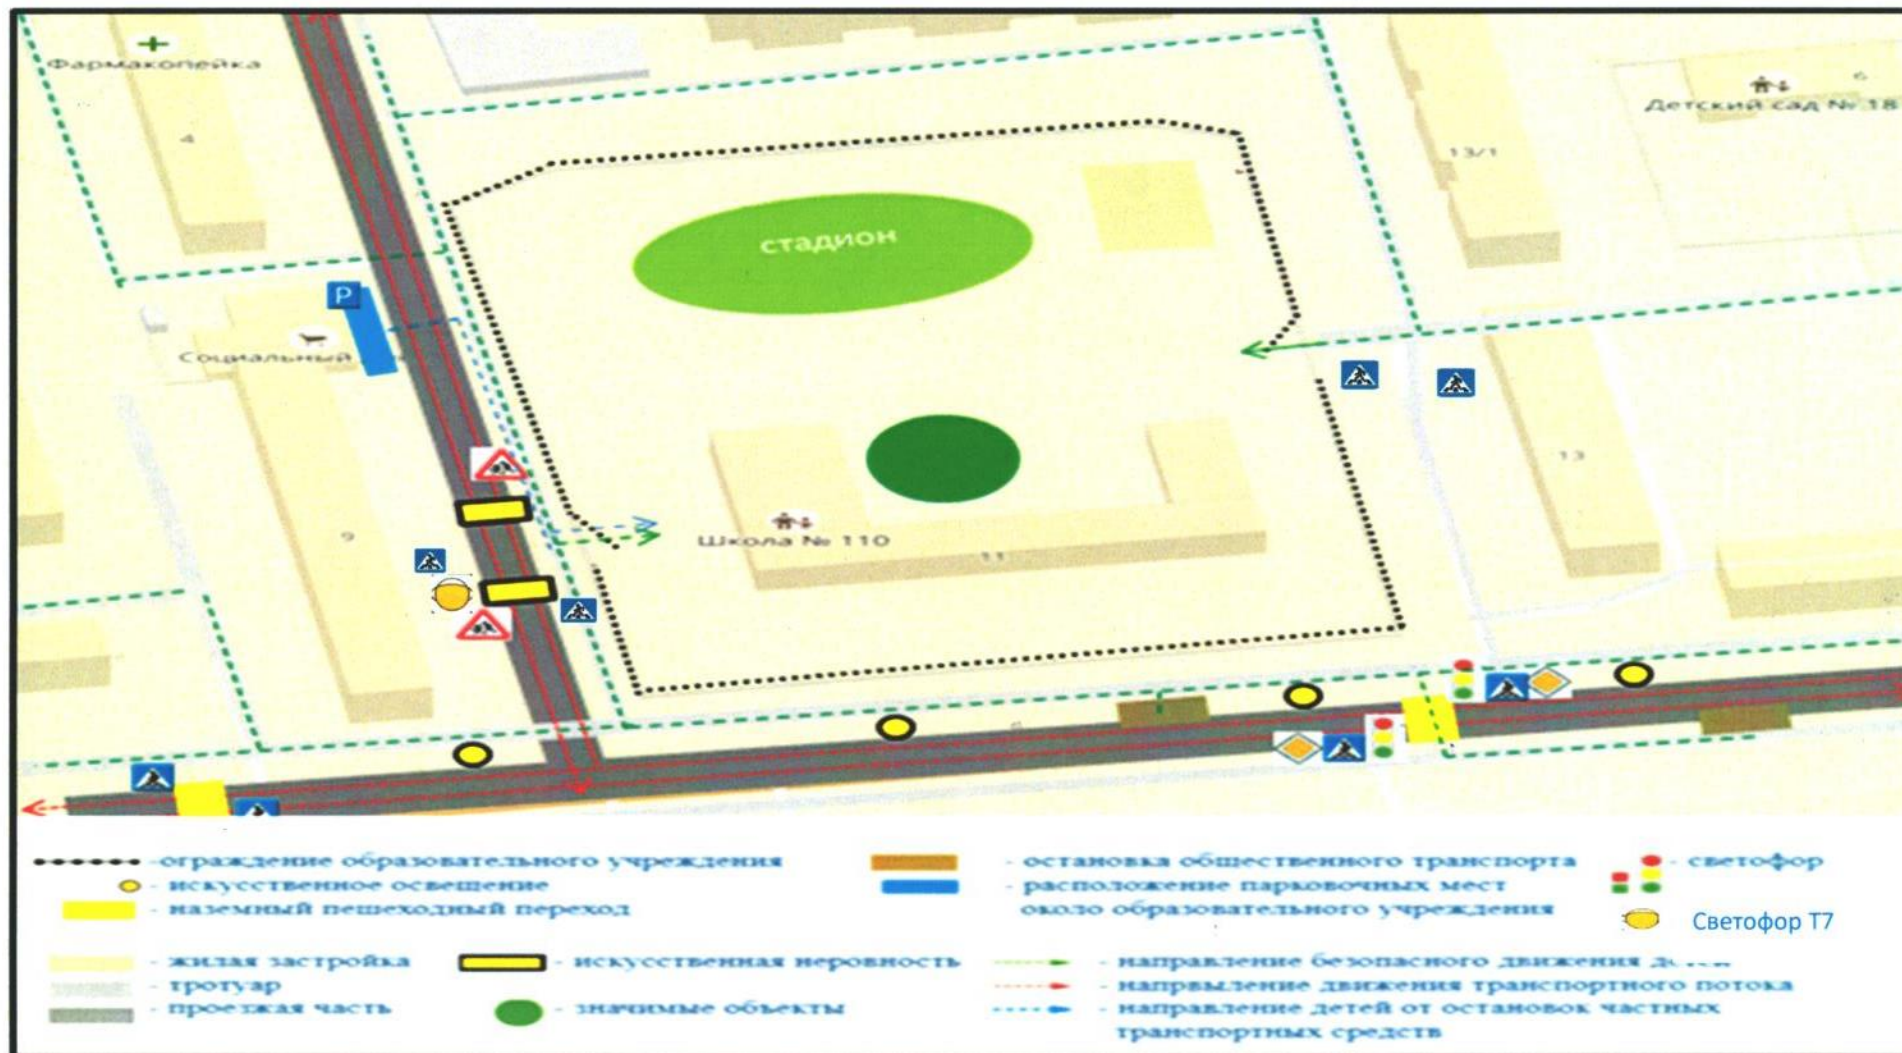 Фармакопейка
4
6
Детский сад № 18
13/1
стадион
P
Социальный
13
9
Школа № 110
11
- ограждение образовательного учреждения
- искусственное освещение
- наземный пешеходный переход
- остановка общественного транспорта
- расположение парковочных мест
около образовательного учреждения
- светофор
Светофор Т7
- жилая застройка
- тротуар
- проезжая часть
- искусственная неровность
- значимые объекты
- направление безопасного движения
- напрвыление движения транспортного потока
- направление детей от остановок частных
транспортных средств